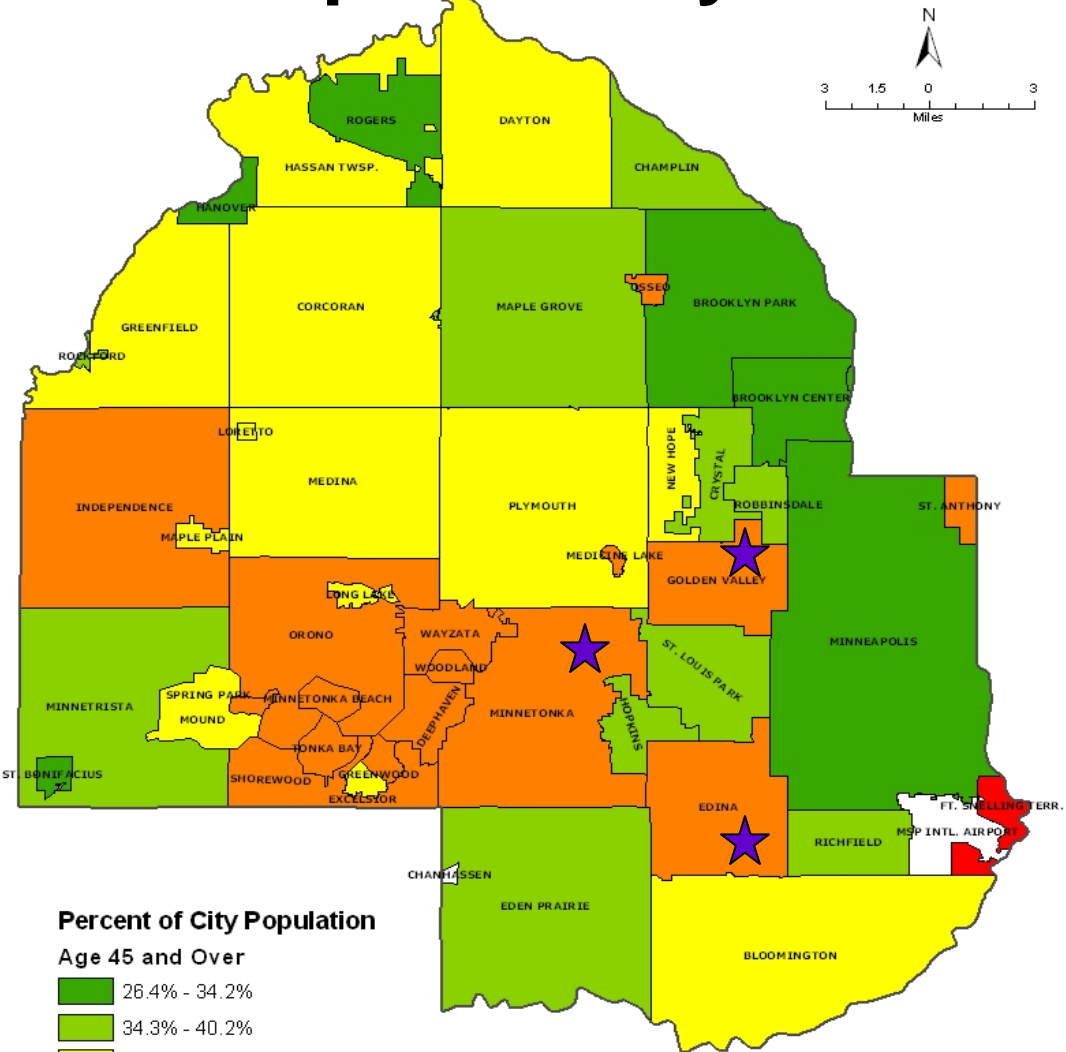 N
3 1.5 0 3
Miles
ROGERS
DAYTON
HASSAN TWSP.
CHAMPLIN
HANOVER
OSSEO
CORCORAN
MAPLE GROVE
BROOKLYN PARK
GREENFIELD
ROCKFORD
BROOKLYN CENTER
LORETTO
NEW HOPE
CRYSTAL
MEDINA
INDEPENDENCE
PLYMOUTH
ROBBINSDALE
ST. ANTHONY
MAPLE PLAIN
MEDICINE LAKE
GOLDEN VALLEY
LONG LAKE
ORONO
WAYZATA
MINNEAPOLIS
WOODLAND
ST. LOUIS PARK
SPRING PARK
MINNETONKA BEACH
MINNETRISTA
MOUND
DEEPHAVEN
MINNETONKA
HOPKINS
TONKA BAY
ST. BONIFACIUS
SHOREWOOD
GREENWOOD
EXCELSIOR
EDINA
FT. SNELLING TERR.
MSP INTL. AIRPORT
RICHFIELD
CHANHASSEN
EDEN PRAIRIE
BLOOMINGTON
Percent of City Population
Age 45 and Over
26.4% - 34.2%
34.3% - 40.2%